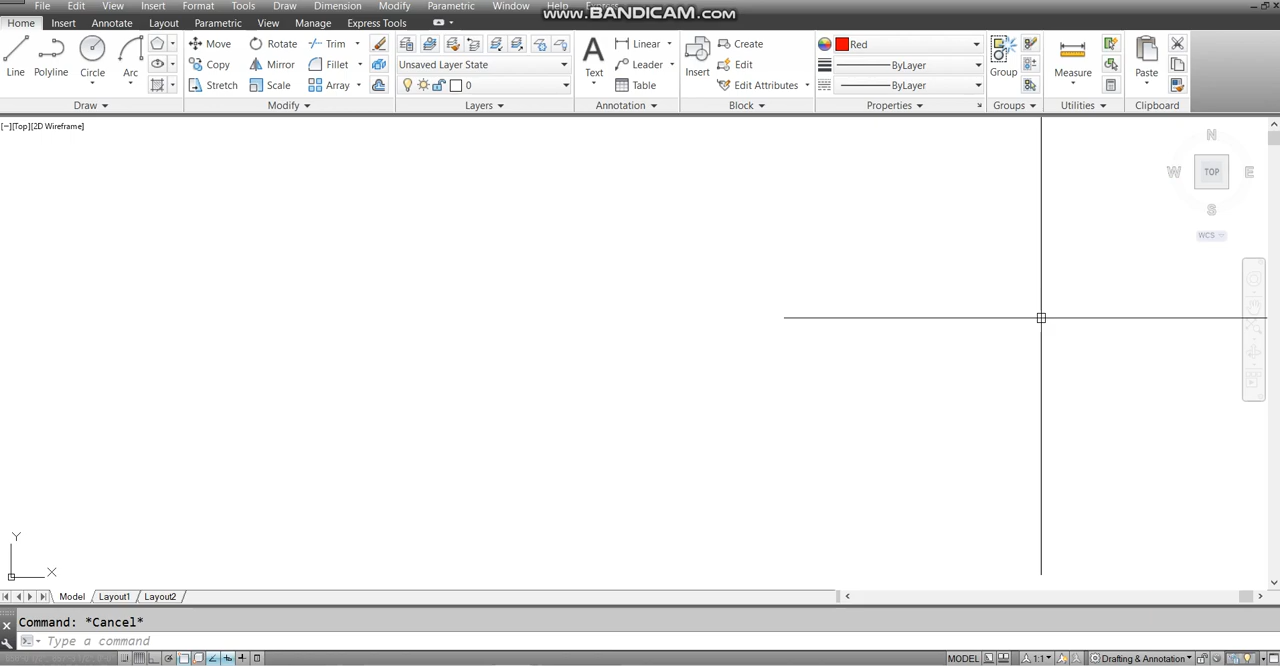 File Edit View Insert Format Tools Draw Dimension Modify Parametric Window Help Express
www.BANDICAM.com
Home Insert Annotate Layout Parametric View Manage Express Tools
Move Rotate Trim Linear Create Red
Line Polyline Circle Arc Copy Mirror Fillet Unsaved Layer State Text Leader Insert Edit ByLayer Group Measure Paste
Stretch Scale Array 0 Table Edit Attributes ByLayer
Draw Modify Layers Annotation Block Properties Groups Utilities Clipboard
[−][Top][2D Wireframe]
N
W TOP E
S
WCS
Y
X
Model Layout1 Layout2
Command: *Cancel*
Type a command
MODEL 1:1 Drafting & Annotation